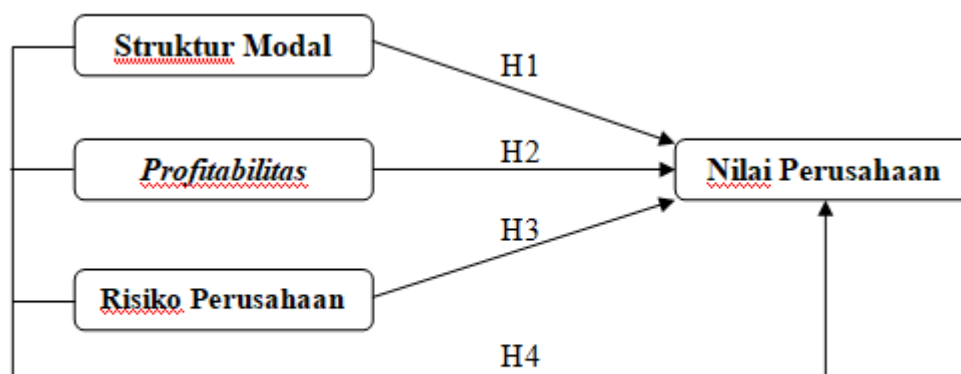 Struktur Modal
H1
Profitabilitas
H2
Nilai Perusahaan
H3
Risiko Perusahaan
H4